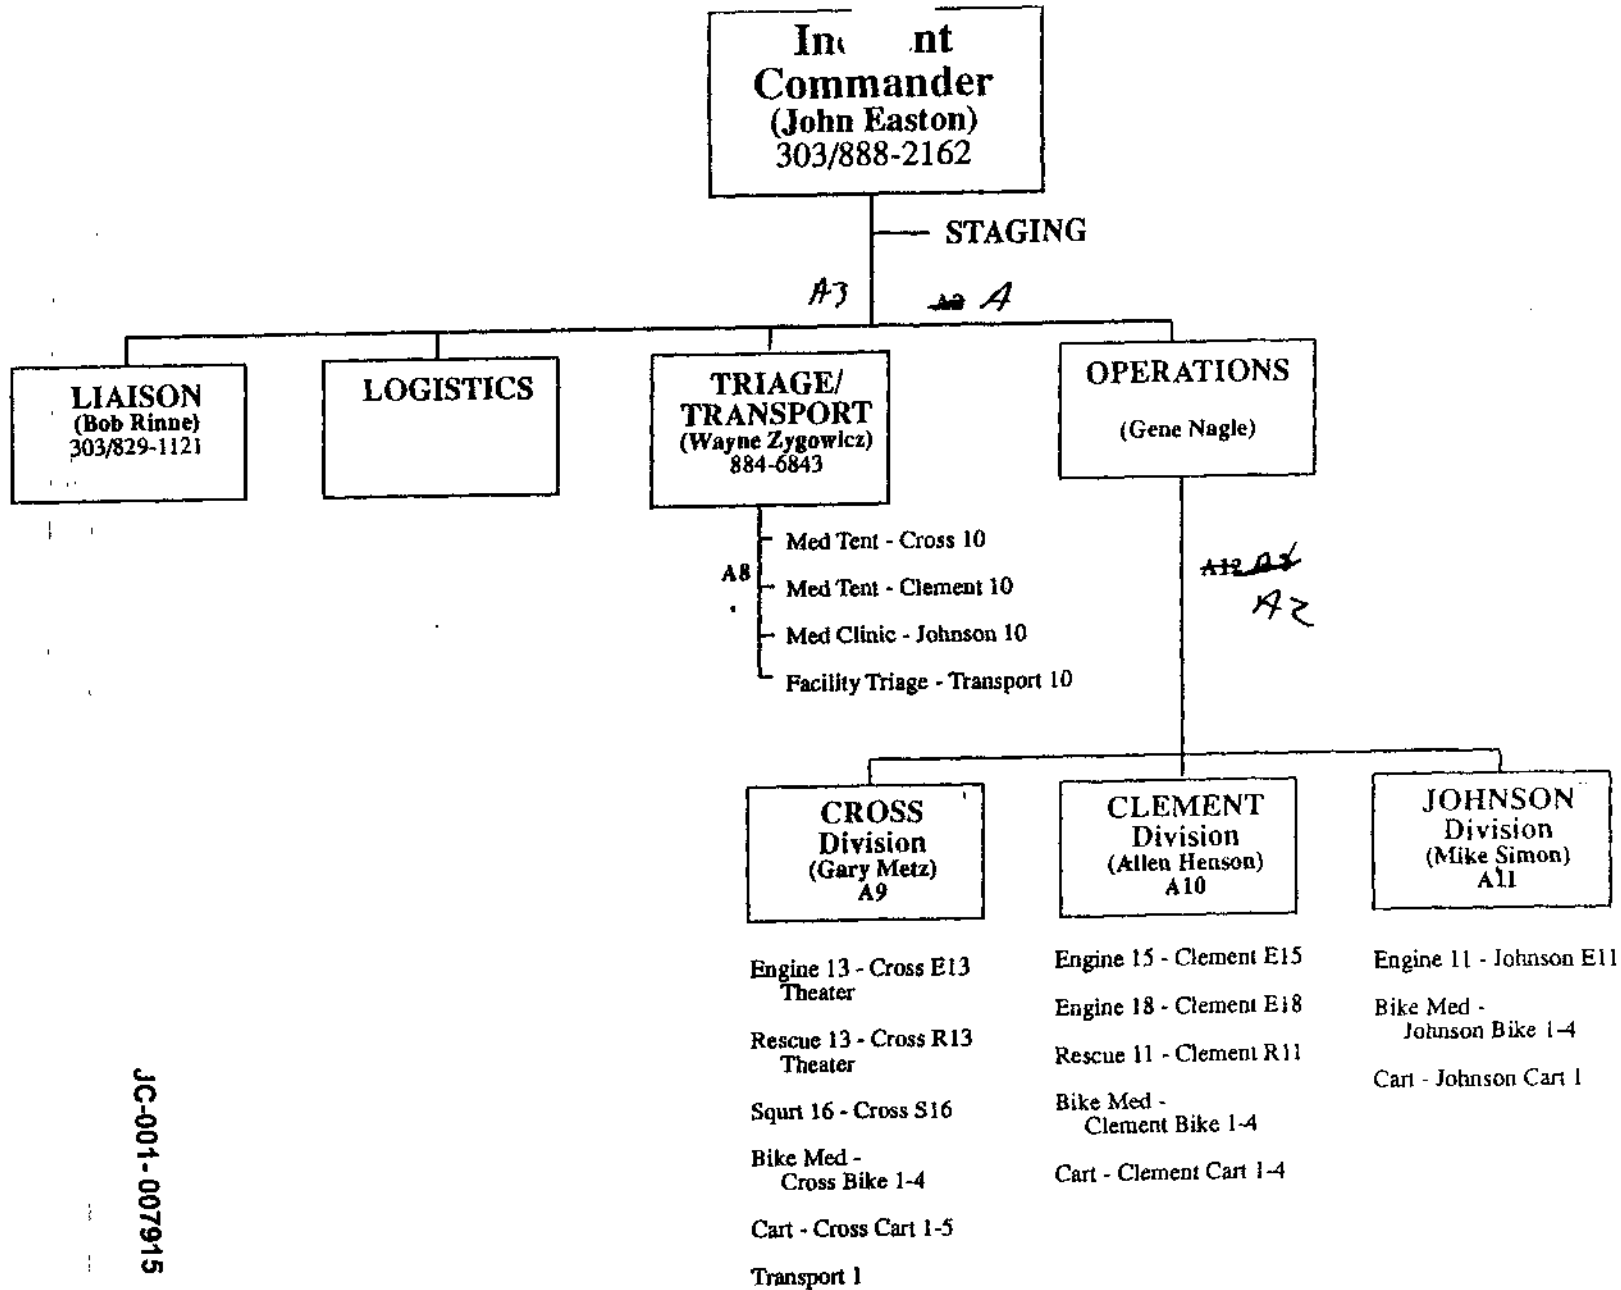 In nt
Commander
(John Easton)
303/888-2162
STAGING
A3
A
LIAISON
(Bob Rinne)
303/829-1121
LOGISTICS
TRIAGE/
TRANSPORT
(Wayne Zygowicz)
884-6843
OPERATIONS
(Gene Nagle)
A8
Med Tent - Cross 10
Med Tent - Clement 10
Med Clinic - Johnson 10
Facility Triage - Transport 10
A12
A2
CROSS
Division
(Gary Metz)
A9
Engine 13 - Cross E13
Theater
Rescue 13 - Cross R13
Theater
Squrt 16 - Cross S16
Bike Med -
Cross Bike 1-4
Cart - Cross Cart 1-5
Transport 1
CLEMENT
Division
(Allen Henson)
A10
Engine 15 - Clement E15
Engine 18 - Clement E18
Rescue 11 - Clement R11
Bike Med -
Clement Bike 1-4
Cart - Clement Cart 1-4
JOHNSON
Division
(Mike Simon)
A11
Engine 11 - Johnson E11
Bike Med -
Johnson Bike 1-4
Cart - Johnson Cart 1
JC-001-007915